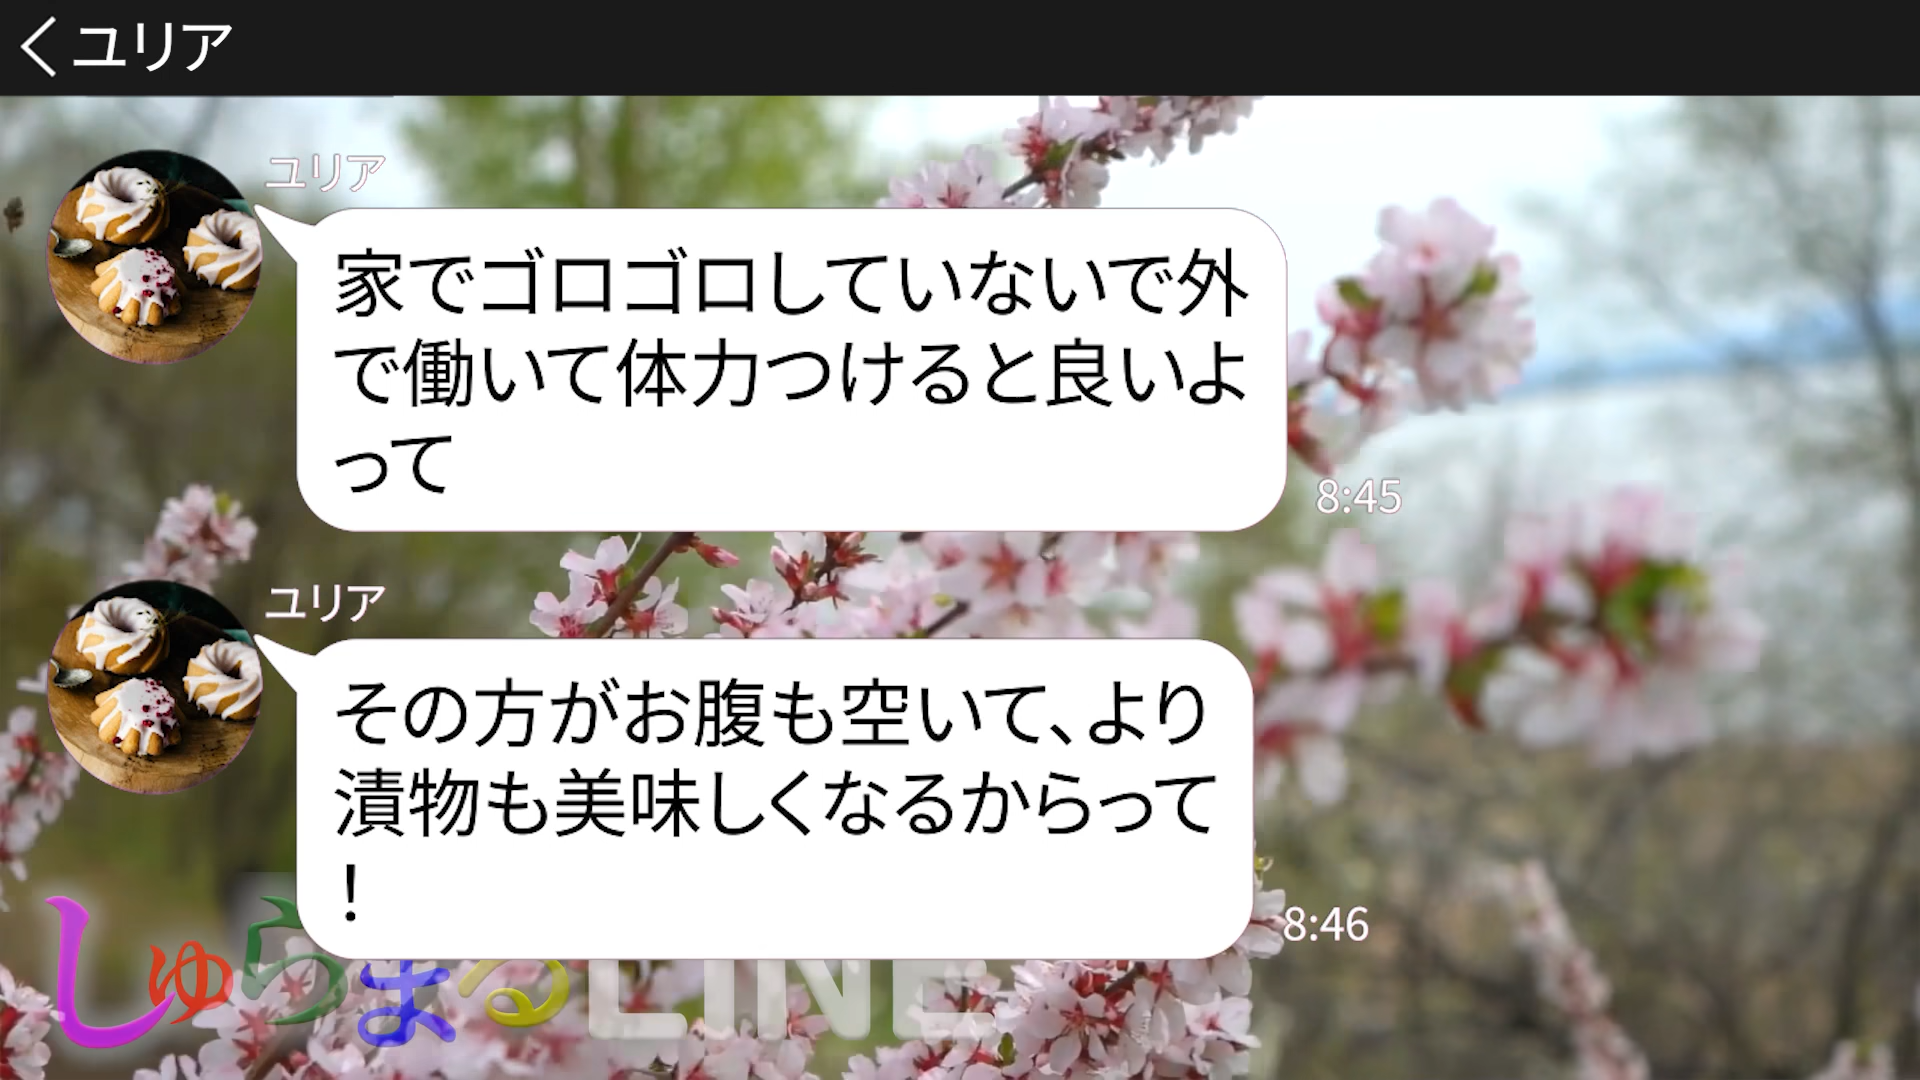 ユリア
ユリア
家でゴロゴロしていないで外
で働いて体力つけると良いよ
って
8:45
ユリア
その方がお腹も空いて、より
漬物も美味しくなるからって
！
8:46
しゅらまるLINE